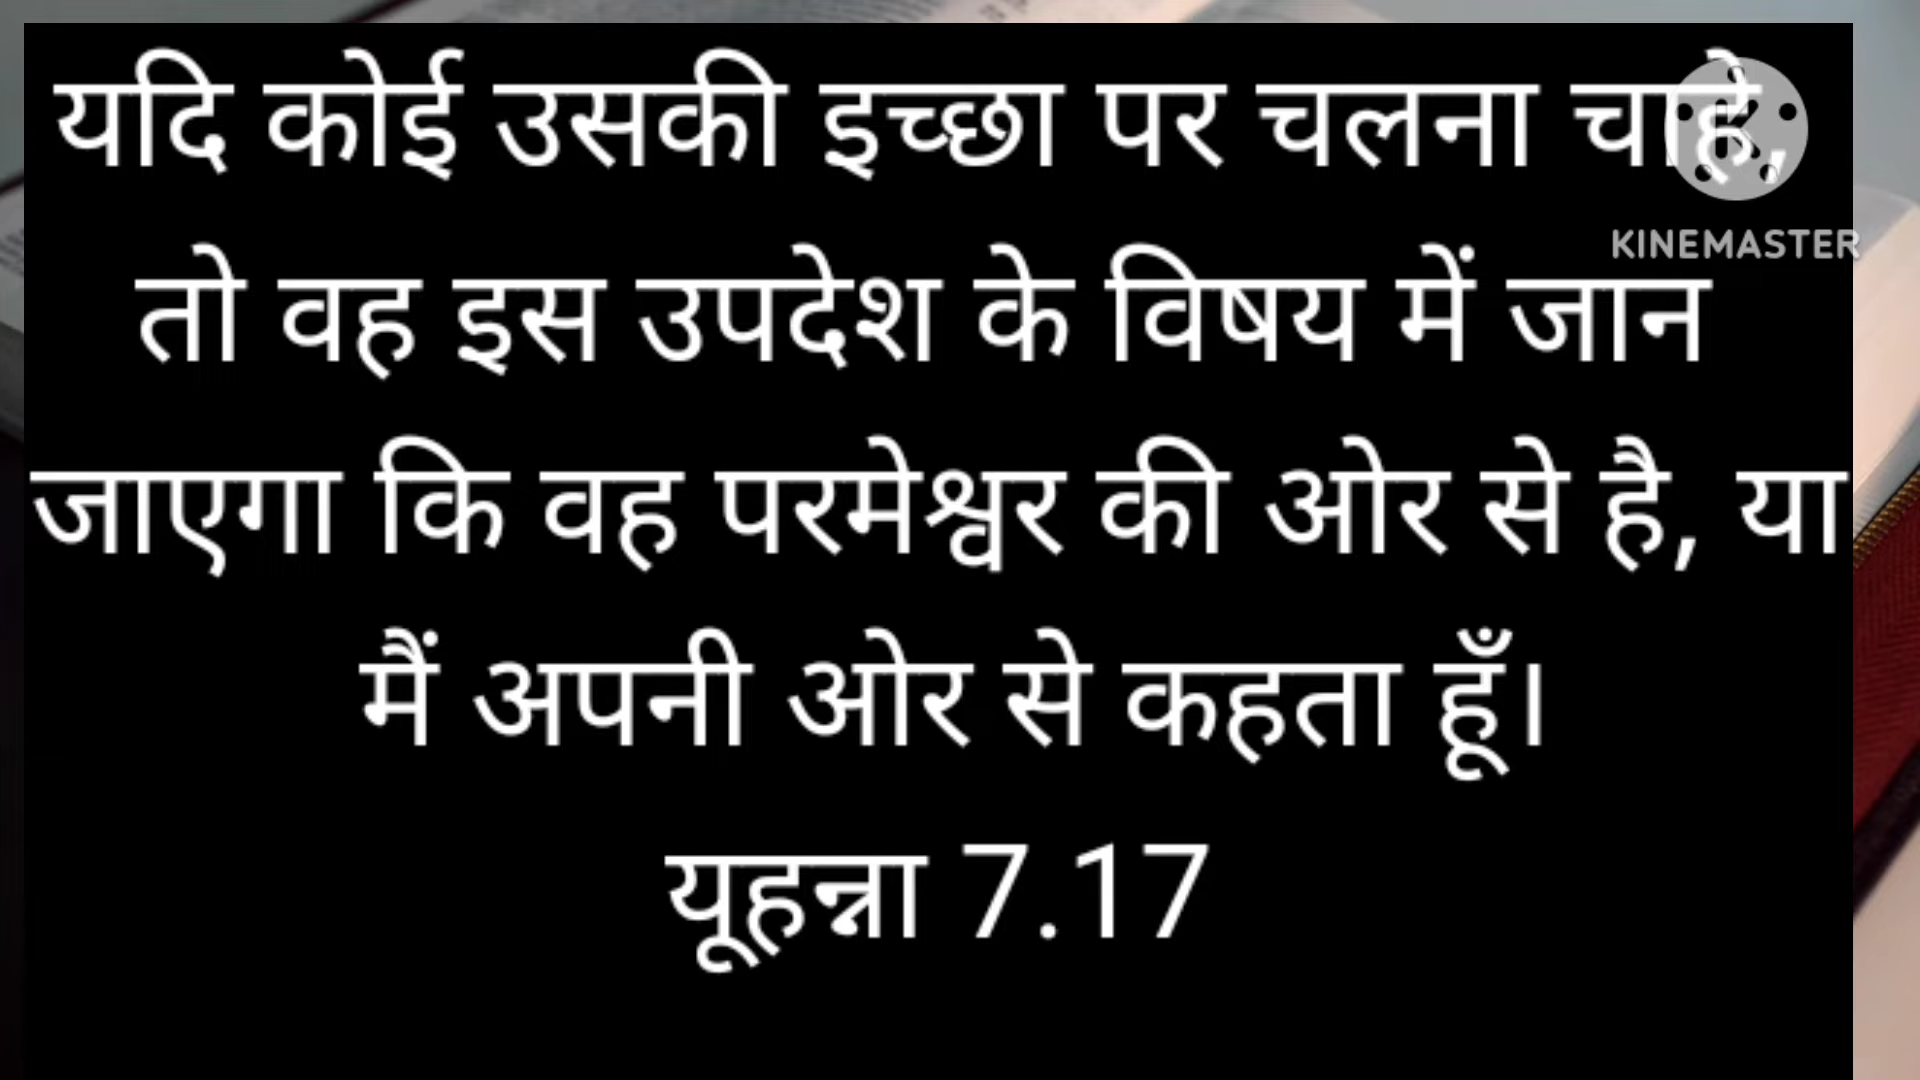 यदि कोई उसकी इच्छा पर चलना चाहे,
तो वह इस उपदेश के विषय में जान
जाएगा कि वह परमेश्वर की ओर से है, या
मैं अपनी ओर से कहता हूँ।
यूहन्ना 7.17
KINEMASTER